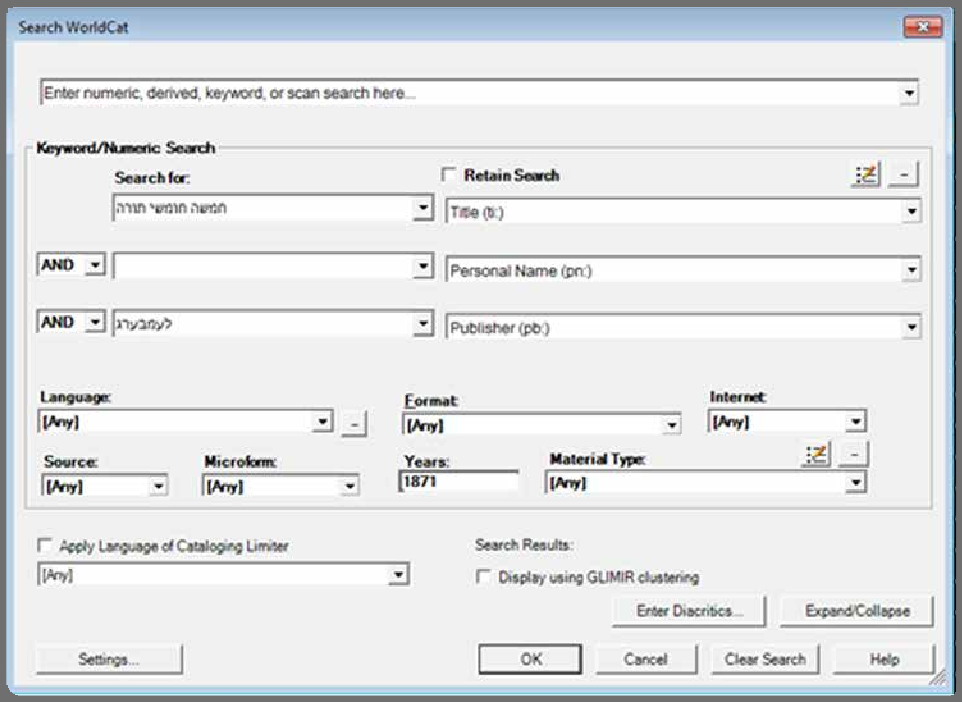 Search WorldCat
Enter numeric, derived, keyword, or scan search here...
Keyword/Numeric Search
Search for:
Retain Search
חמשה חומשי תורה
Title (ti:)
AND
Personal Name (pn:)
AND
לעמבערג
Publisher (pb:)
Language:
Format:
Internet:
[Any]
[Any]
[Any]
Source:
Microform:
Years:
Material Type:
[Any]
[Any]
1871
[Any]
Apply Language of Cataloging Limiter
Search Results:
[Any]
Display using GLIMIR clustering
Enter Diacritics...
Expand/Collapse
Settings...
OK
Cancel
Clear Search
Help